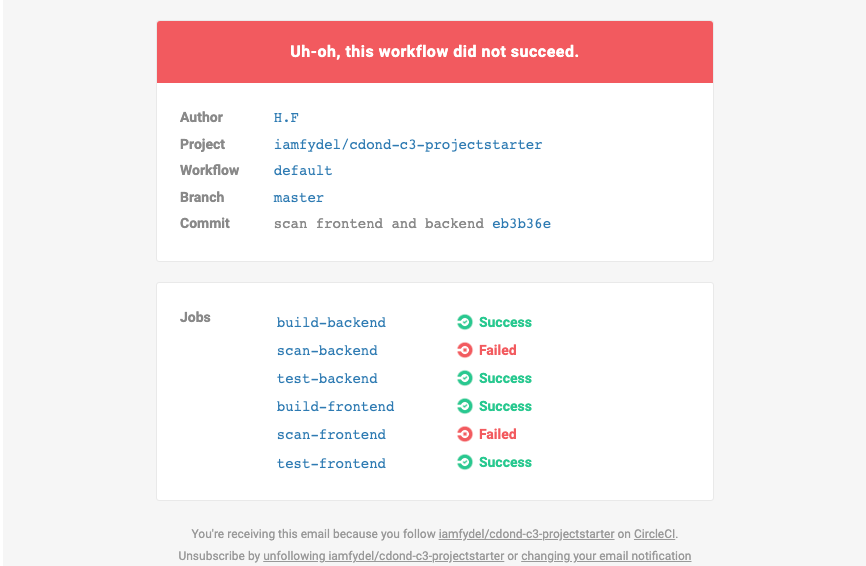 Uh-oh, this workflow did not succeed.
Author H.F
Project iamfydel/cdond-c3-projectstarter
Workflow default
Branch master
Commit scan frontend and backend eb3b36e
Jobs
build-backend Success
scan-backend Failed
test-backend Success
build-frontend Success
scan-frontend Failed
test-frontend Success
You're receiving this email because you follow iamfydel/cdond-c3-projectstarter on CircleCI.
Unsubscribe by unfollowing iamfydel/cdond-c3-projectstarter or changing your email notification